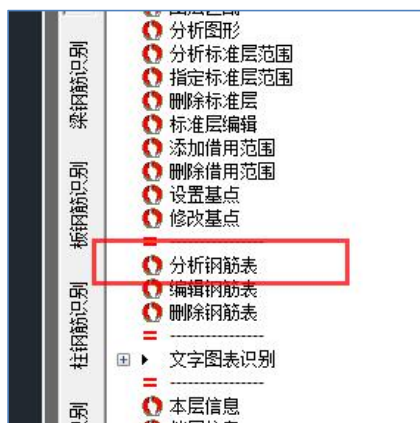 分析图形
分析标准层范围
指定标准层范围
删除标准层
标准层编辑
添加借用范围
删除借用范围
设置基点
修改基点
= ----------------
分析钢筋表
编辑钢筋表
删除钢筋表
= ----------------
文字图表识别
= ----------------
本层信息
梁钢筋识别
板钢筋识别
柱钢筋识别
识别